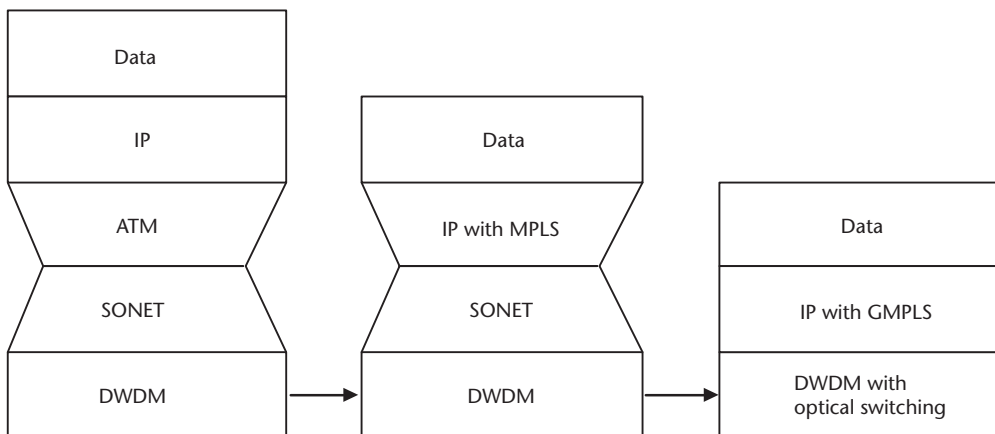 Data
IP
ATM
SONET
DWDM
Data
IP with MPLS
SONET
DWDM
Data
IP with GMPLS
DWDM with
optical switching